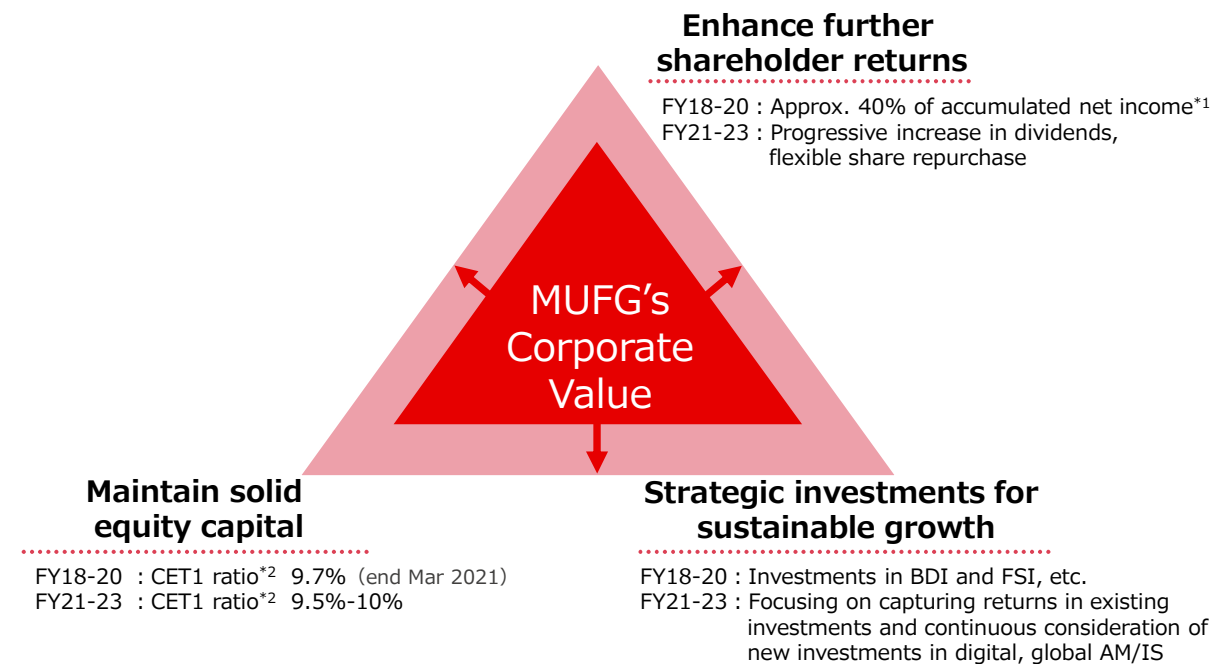 Enhance further
shareholder returns
FY18-20 : Approx. 40% of accumulated net income*1
FY21-23 : Progressive increase in dividends,
flexible share repurchase
MUFG’s
Corporate
Value
Maintain solid
equity capital
FY18-20 : CET1 ratio*2 9.7%（end Mar 2021）
FY21-23 : CET1 ratio*2 9.5%-10%
Strategic investments for
sustainable growth
FY18-20 : Investments in BDI and FSI, etc.
FY21-23 : Focusing on capturing returns in existing
investments and continuous consideration of
new investments in digital, global AM/IS